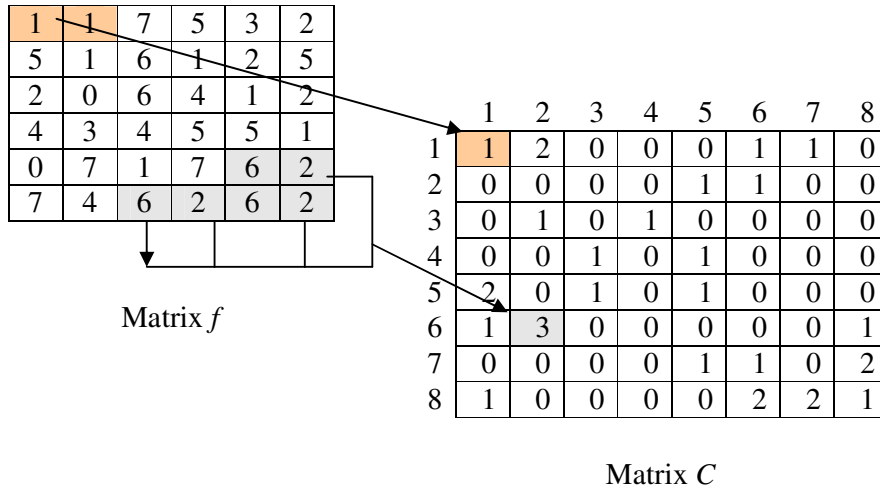 1 1 7 5 3 2
5 1 6 1 2 5
2 0 6 4 1 2
4 3 4 5 5 1
0 7 1 7 6 2
7 4 6 2 6 2
Matrix f
1 2 3 4 5 6 7 8
1 1 2 0 0 0 1 1 0
2 0 0 0 0 1 1 0 0
3 0 1 0 1 0 0 0 0
4 0 0 1 0 1 0 0 0
5 2 0 1 0 1 0 0 0
6 1 3 0 0 0 0 0 1
7 0 0 0 0 1 1 0 2
8 1 0 0 0 0 2 2 1
Matrix C